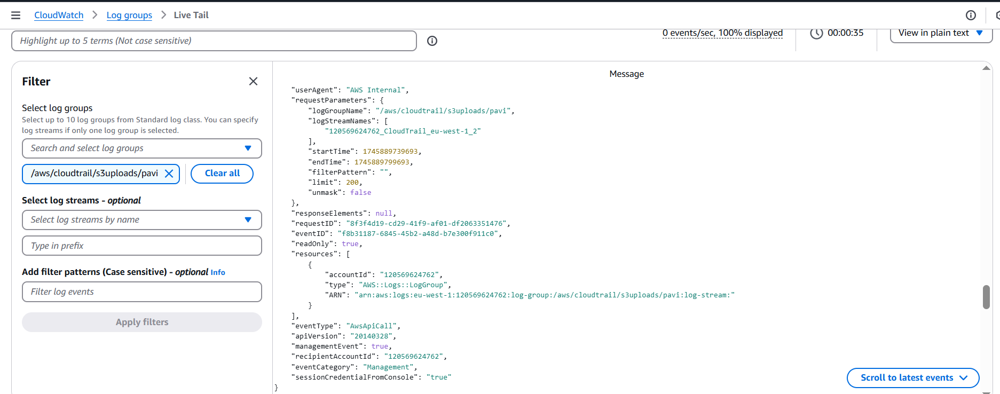 CloudWatch > Log groups > Live Tail
Highlight up to 5 terms (Not case sensitive)
0 events/sec, 100% displayed
00:00:35
View in plain text
Filter
Select log groups
Select up to 10 log groups from Standard log class. You can specify
log streams if only one log group is selected.
Search and select log groups
/aws/cloudtrail/s3uploads/pavi
Clear all
Select log streams - optional
Select log streams by name
Type in prefix
Add filter patterns (Case sensitive) - optional Info
Filter log events
Apply filters
Message
"userAgent": "AWS Internal",
"requestParameters": {
"logGroupName": "/aws/cloudtrail/s3uploads/pavi",
"logStreamNames": [
"120569624762_CloudTrail_eu-west-1_2"
],
"startTime": 1745889739693,
"endTime": 1745889799693,
"filterPattern": "",
"limit": 200,
"unmask": false
},
"responseElements": null,
"requestID": "8f3f4d19-cd29-41f9-af01-df2063351476",
"eventID": "f8b31187-6845-45b2-a48d-b7e300f911c0",
"readOnly": true,
"resources": [
{
"accountId": "120569624762",
"type": "AWS::Logs::LogGroup",
"ARN": "arn:aws:logs:eu-west-1:120569624762:log-group:/aws/cloudtrail/s3uploads/pavi:log-stream:"
}
],
"eventType": "AwsApiCall",
"apiVersion": "20140328",
"managementEvent": true,
"recipientAccountId": "120569624762",
"eventCategory": "Management",
"sessionCredentialFromConsole": "true"
}
Scroll to latest events